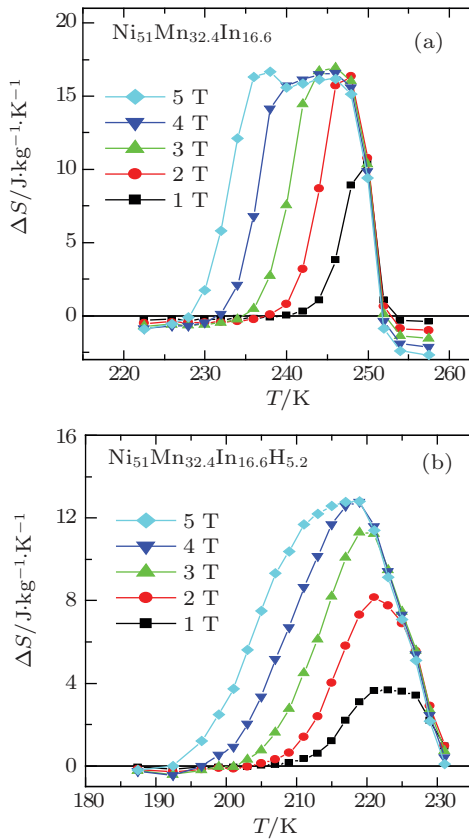 Ni₅₁Mn₃₂.₄In₁₆.₆
(a)
5 T
4 T
3 T
2 T
1 T
ΔS/J·kg⁻¹·K⁻¹
20
15
10
5
0
220 230 240 250 260
T/K
Ni₅₁Mn₃₂.₄In₁₆.₆H₅.₂
(b)
5 T
4 T
3 T
2 T
1 T
ΔS/J·kg⁻¹·K⁻¹
16
12
8
4
0
180 190 200 210 220 230
T/K